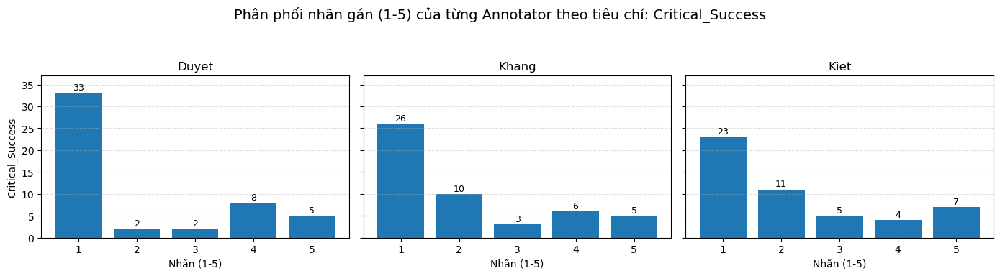 Phân phối nhãn gán (1-5) của từng Annotator theo tiêu chí: Critical_Success
Duyet
Critical_Success
35
30
25
20
15
10
5
0
33
2
2
8
5
1 2 3 4 5
Nhãn (1-5)
Khang
26
10
3
6
5
1 2 3 4 5
Nhãn (1-5)
Kiet
23
11
5
4
7
1 2 3 4 5
Nhãn (1-5)